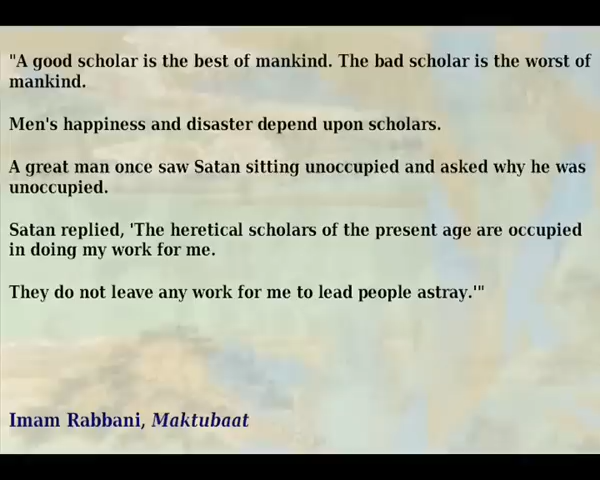 "A good scholar is the best of mankind. The bad scholar is the worst of
mankind.
Men's happiness and disaster depend upon scholars.
A great man once saw Satan sitting unoccupied and asked why he was
unoccupied.
Satan replied, 'The heretical scholars of the present age are occupied
in doing my work for me.
They do not leave any work for me to lead people astray.'"
Imam Rabbani, Maktubaat